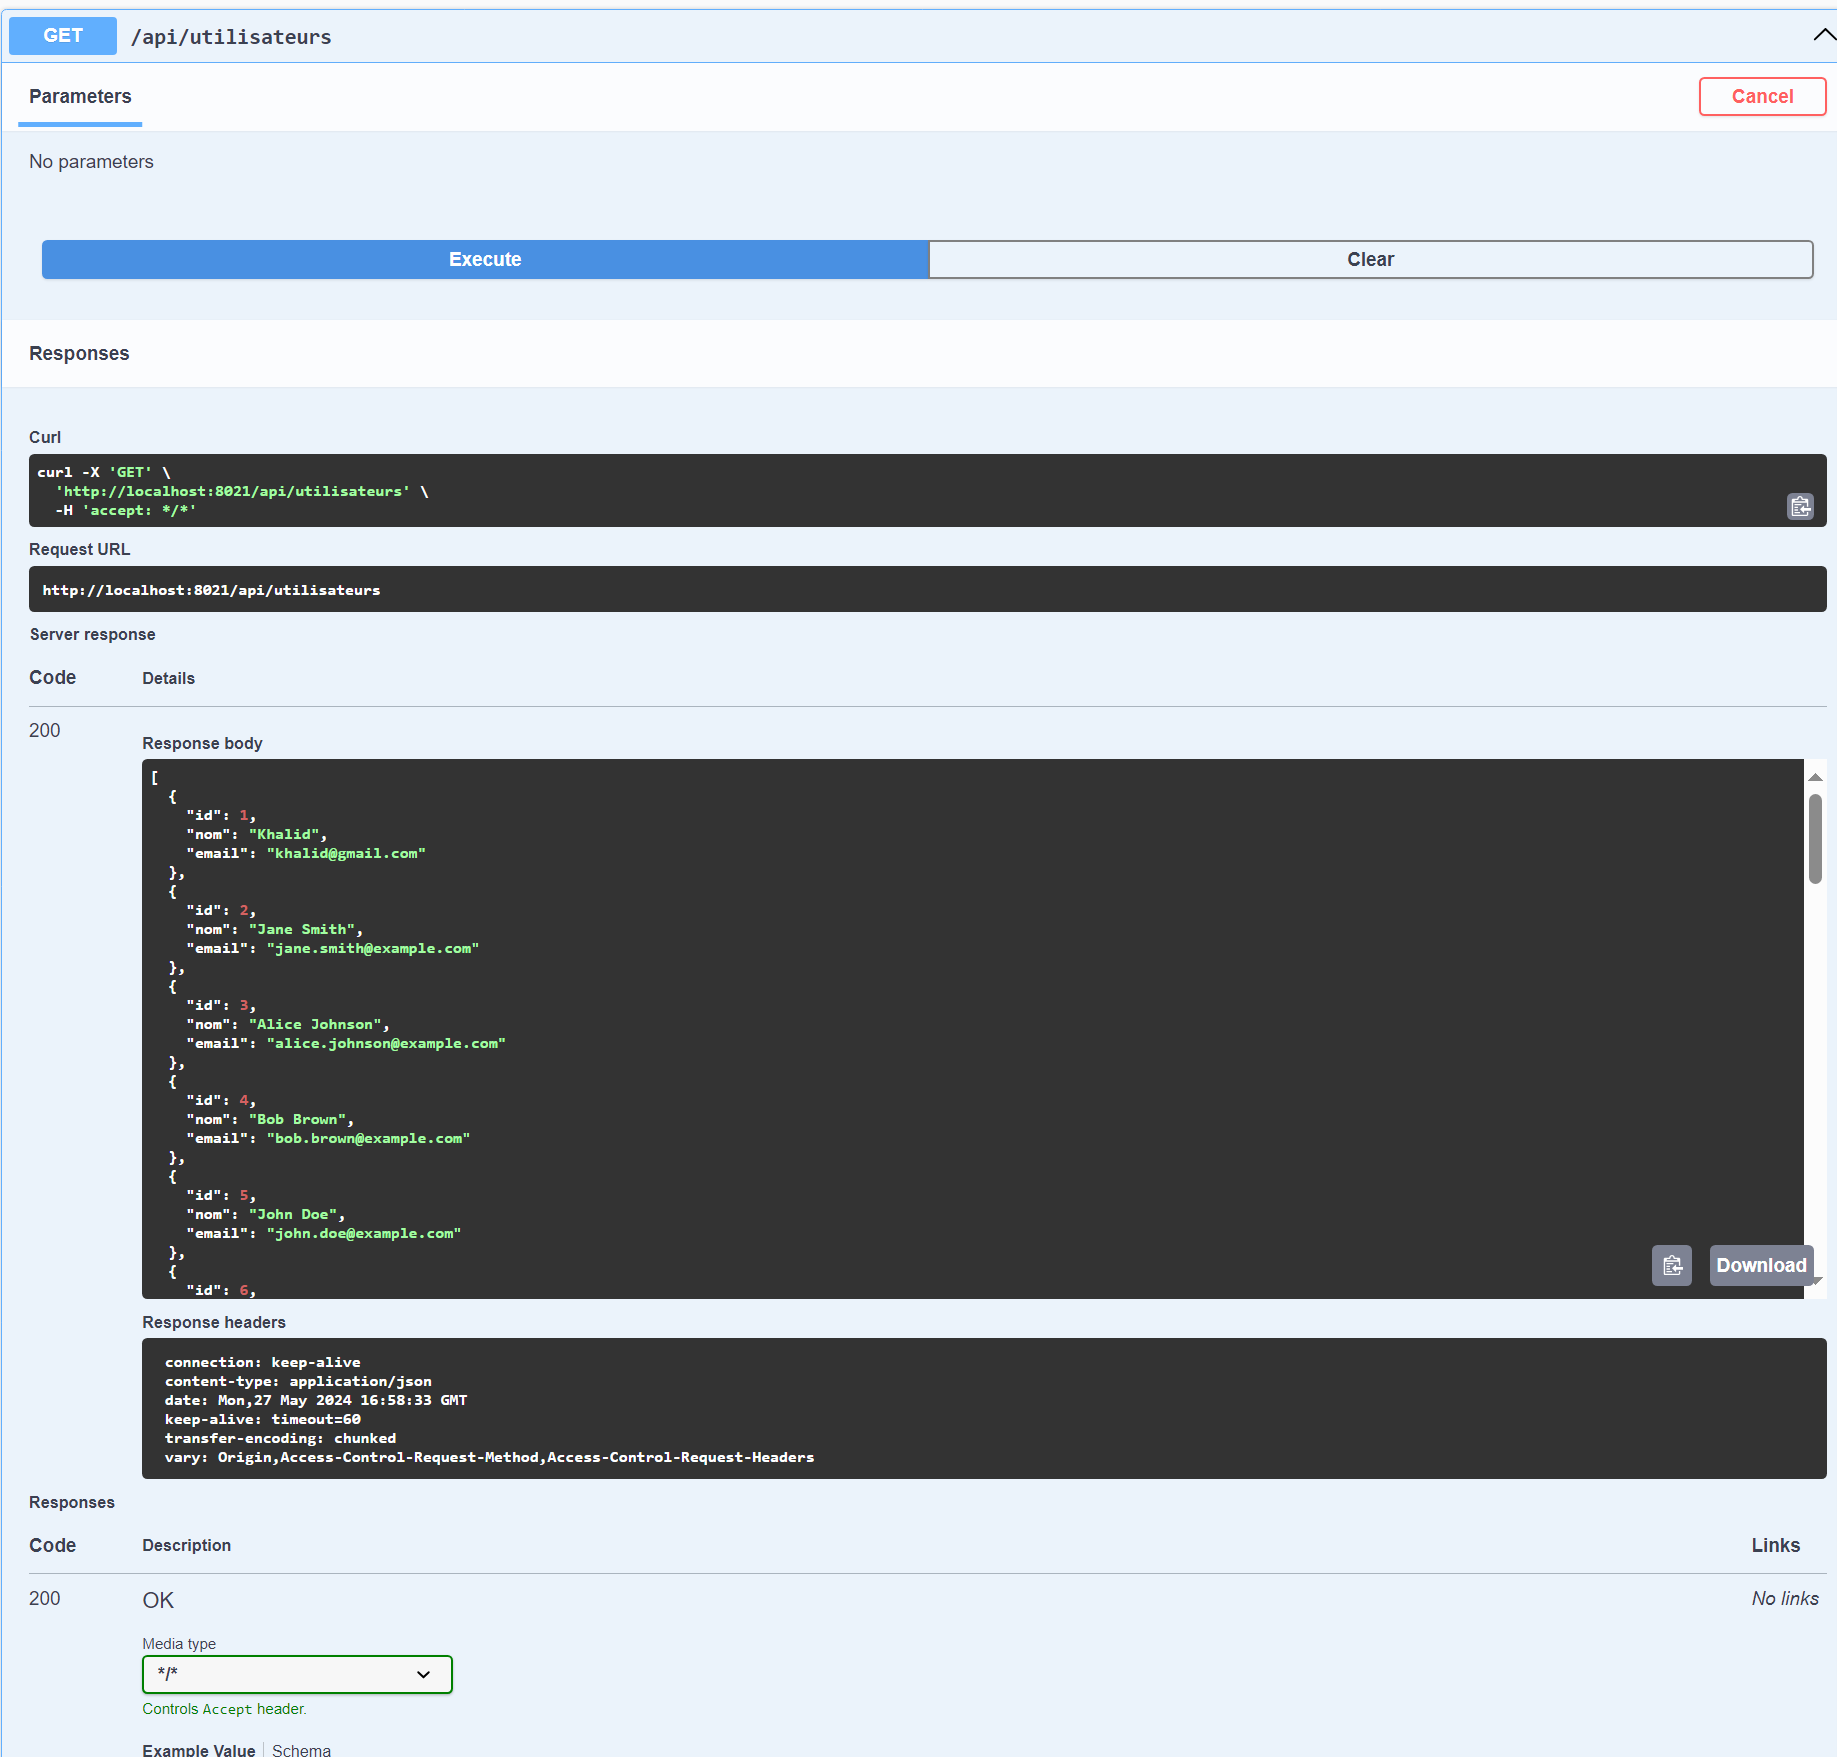 GET /api/utilisateurs
Parameters
Cancel
No parameters
Execute
Clear
Responses
Curl
curl -X 'GET' \
  'http://localhost:8021/api/utilisateurs' \
  -H 'accept: */*'
Request URL
http://localhost:8021/api/utilisateurs
Server response
Code Details
200
Response body
[
  {
    "id": 1,
    "nom": "Khalid",
    "email": "khalid@gmail.com"
  },
  {
    "id": 2,
    "nom": "Jane Smith",
    "email": "jane.smith@example.com"
  },
  {
    "id": 3,
    "nom": "Alice Johnson",
    "email": "alice.johnson@example.com"
  },
  {
    "id": 4,
    "nom": "Bob Brown",
    "email": "bob.brown@example.com"
  },
  {
    "id": 5,
    "nom": "John Doe",
    "email": "john.doe@example.com"
  },
  {
    "id": 6,
Download
Response headers
connection: keep-alive
content-type: application/json
date: Mon,27 May 2024 16:58:33 GMT
keep-alive: timeout=60
transfer-encoding: chunked
vary: Origin,Access-Control-Request-Method,Access-Control-Request-Headers
Responses
Code Description Links
200 OK No links
Media type
*/*
Controls Accept header.
Example Value Schema